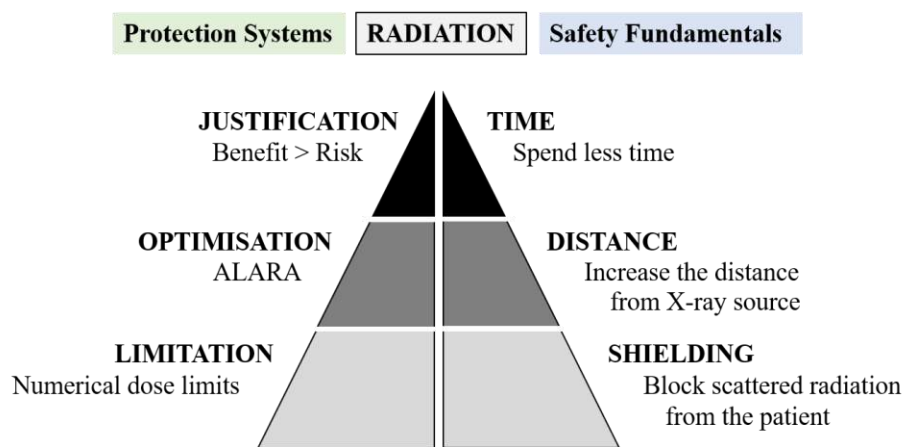 Protection Systems RADIATION Safety Fundamentals
JUSTIFICATION
Benefit > Risk
TIME
Spend less time
OPTIMISATION
ALARA
DISTANCE
Increase the distance
from X-ray source
LIMITATION
Numerical dose limits
SHIELDING
Block scattered radiation
from the patient